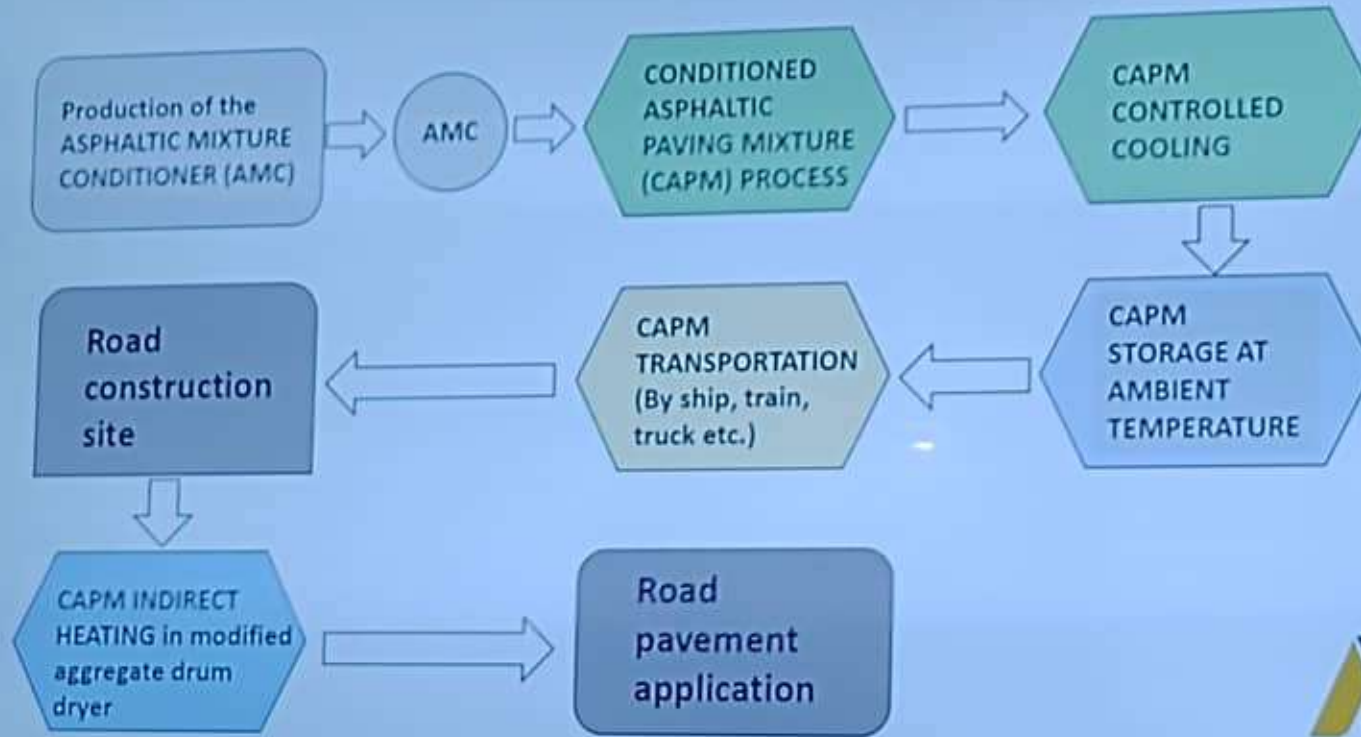 Production of the
ASPHALTIC MIXTURE
CONDITIONER (AMC)
AMC
CONDITIONED
ASPHALTIC
PAVING MIXTURE
(CAPM) PROCESS
CAPM
CONTROLLED
COOLING
Road
construction
site
CAPM
TRANSPORTATION
(By ship, train,
truck etc.)
CAPM
STORAGE AT
AMBIENT
TEMPERATURE
CAPM INDIRECT
HEATING in modified
aggregate drum
dryer
Road
pavement
application